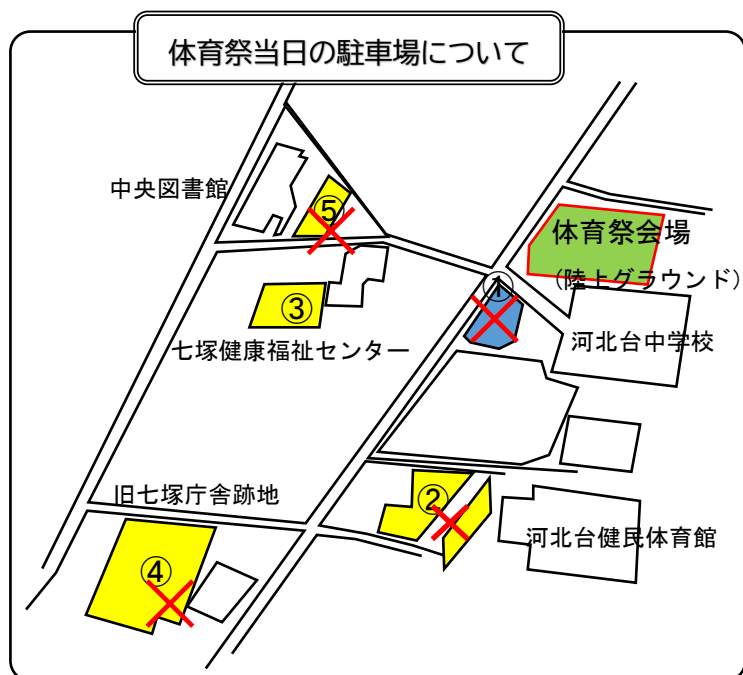 体育祭当日の駐車場について
中央図書館
⑤
体育祭会場
(陸上グラウンド)
①
③
河北台中学校
七塚健康福祉センター
旧七塚庁舎跡地
②
河北台健民体育館
④